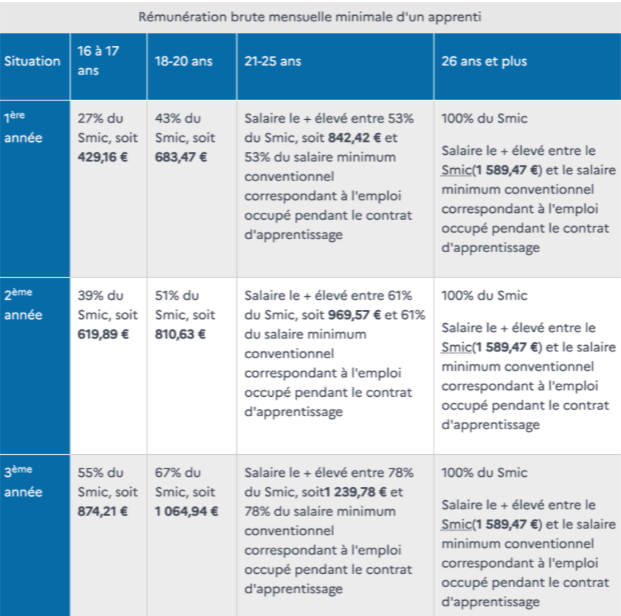 Rémunération brute mensuelle minimale d'un apprenti
Situation
16 à 17
ans
18-20 ans
21-25 ans
26 ans et plus
1ère
année
27% du
Smic, soit
429,16 €
43% du
Smic, soit
683,47 €
Salaire le + élevé entre 53%
du Smic, soit 842,42 € et
53% du salaire minimum
conventionnel
correspondant à l'emploi
occupé pendant le contrat
d'apprentissage
100% du Smic
Salaire le + élevé entre le
Smic(1 589,47 €) et le salaire
minimum conventionnel
correspondant à l'emploi
occupé pendant le contrat
d'apprentissage
2ème
année
39% du
Smic, soit
619,89 €
51% du
Smic, soit
810,63 €
Salaire le + élevé entre 61%
du Smic, soit 969,57 € et 61%
du salaire minimum
conventionnel
correspondant à l'emploi
occupé pendant le contrat
d'apprentissage
100% du Smic
Salaire le + élevé entre le
Smic(1 589,47 €) et le salaire
minimum conventionnel
correspondant à l'emploi
occupé pendant le contrat
d'apprentissage
3ème
année
55% du
Smic, soit
874,21 €
67% du
Smic, soit
1 064,94 €
Salaire le + élevé entre 78%
du Smic, soit1 239,78 € et
78% du salaire minimum
conventionnel
correspondant à l'emploi
occupé pendant le contrat
d'apprentissage
100% du Smic
Salaire le + élevé entre le
Smic(1 589,47 €) et le salaire
minimum conventionnel
correspondant à l'emploi
occupé pendant le contrat
d'apprentissage